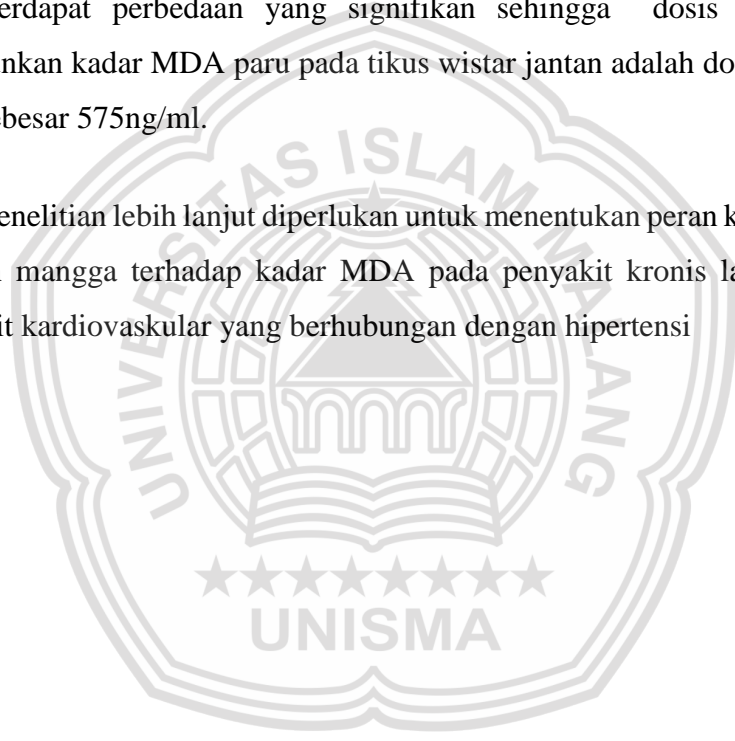 erdapat perbedaan yang signifikan sehingga dosis
unkan kadar MDA paru pada tikus wistar jantan adalah do
ebesar 575ng/ml.
enelitian lebih lanjut diperlukan untuk menentukan peran k
mangga terhadap kadar MDA pada penyakit kronis la
it kardiovaskular yang berhubungan dengan hipertensi
UNIVERSITAS ISLAM MALANG
UNISMA